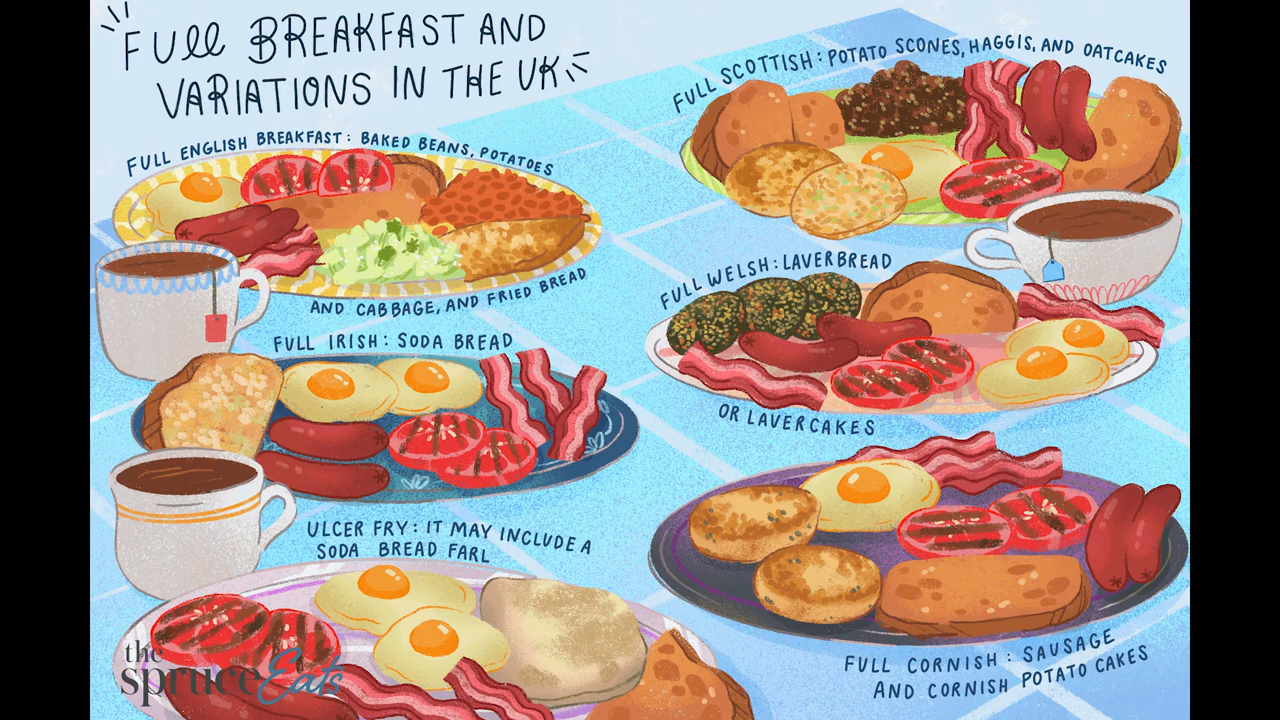 FUll BREAKFAST AND
VARIATIONS IN THE UK
FULL ENGLISH BREAKFAST: BAKED BEANS, POTATOES
AND CABBAGE, AND FRIED BREAD
FULL IRISH: SODA BREAD
ULCER FRY: IT MAY INCLUDE A
SODA BREAD FARL
the
spruce Eats
FULL SCOTTISH: POTATO SCONES, HAGGIS, AND OATCAKES
FULL WELSH: LAVERBREAD
OR LAVERCAKES
FULL CORNISH: SAUSAGE
AND CORNISH POTATO CAKES